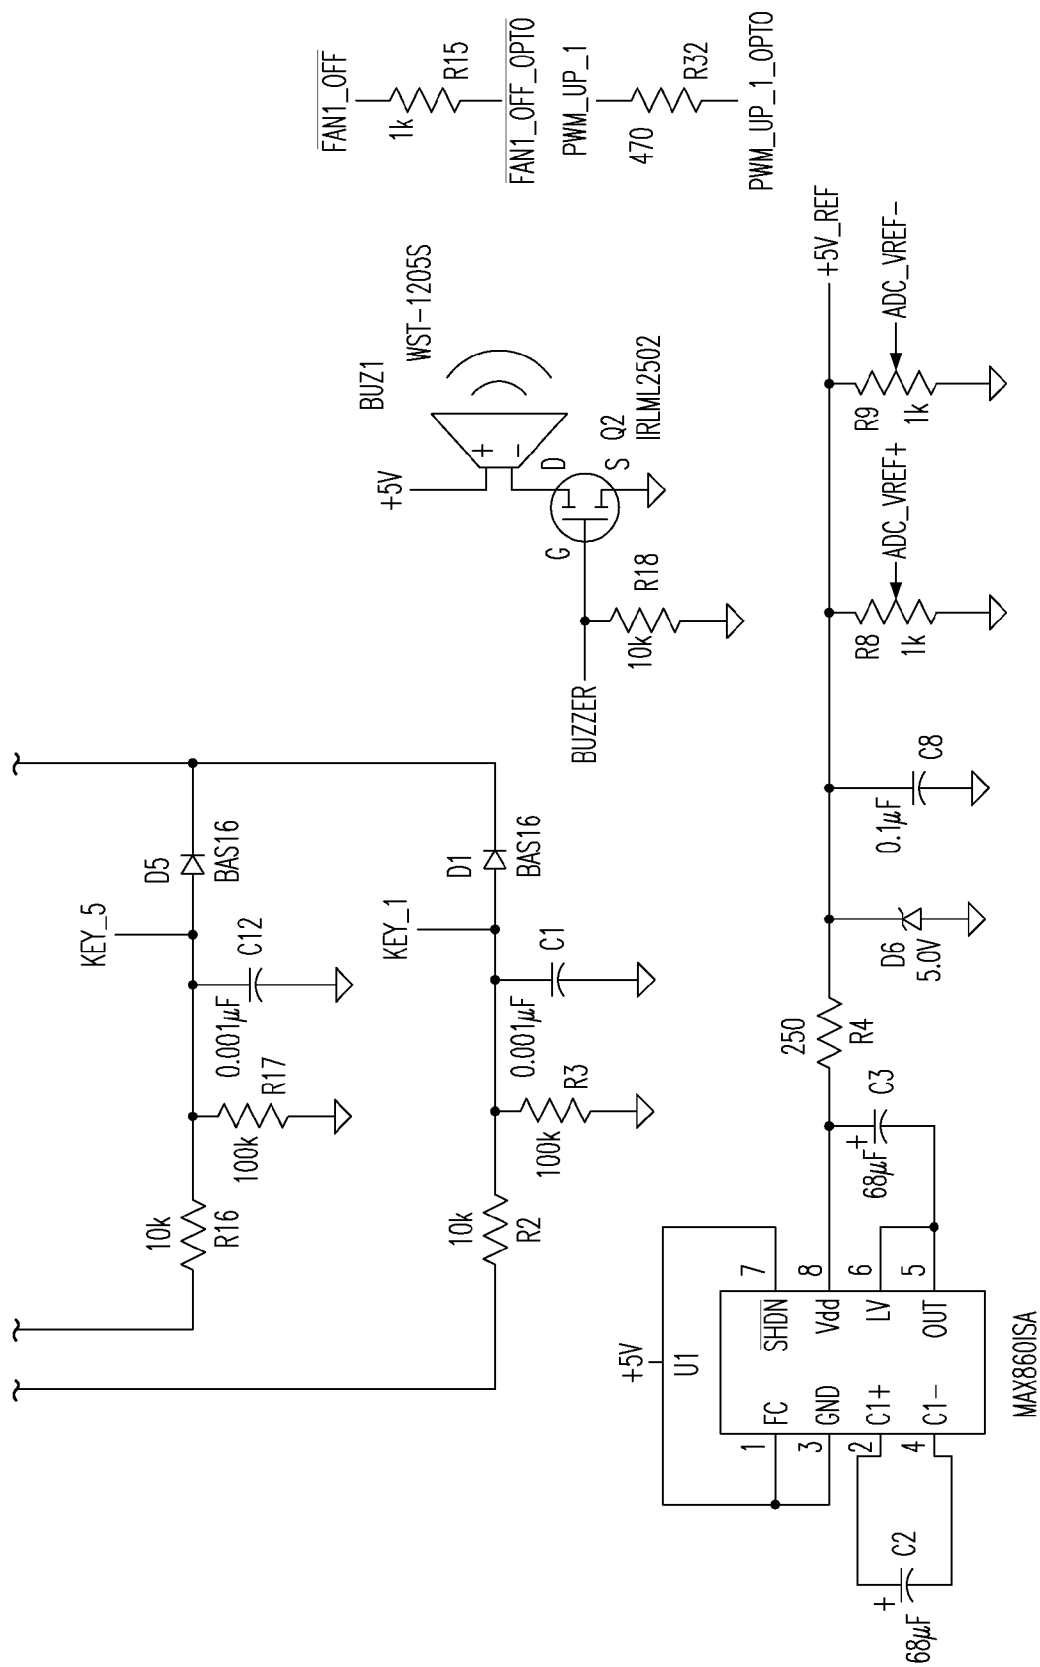 FAN1_OFF
1k
R15
FAN1_OFF_OPTO
PWM_UP_1
470
R32
PWM_UP_1_OPTO
BUZ1
WST-1205S
+5V
+
-
D
S
G
Q2
IRLML2502
BUZZER
10k
R18
KEY_5
D5
BAS16
C12
0.001µF
R17
100k
10k
R16
KEY_1
D1
BAS16
C1
0.001µF
R3
100k
10k
R2
+5V_REF
R9
1k
ADC_VREF-
R8
1k
ADC_VREF+
C8
0.1µF
D6
5.0V
250
R4
C3
+
68µF
+5V
U1
7
8
6
5
SHDN
Vdd
LV
OUT
FC
GND
C1+
C1-
1
3
2
4
MAX860ISA
C2
+
68µF